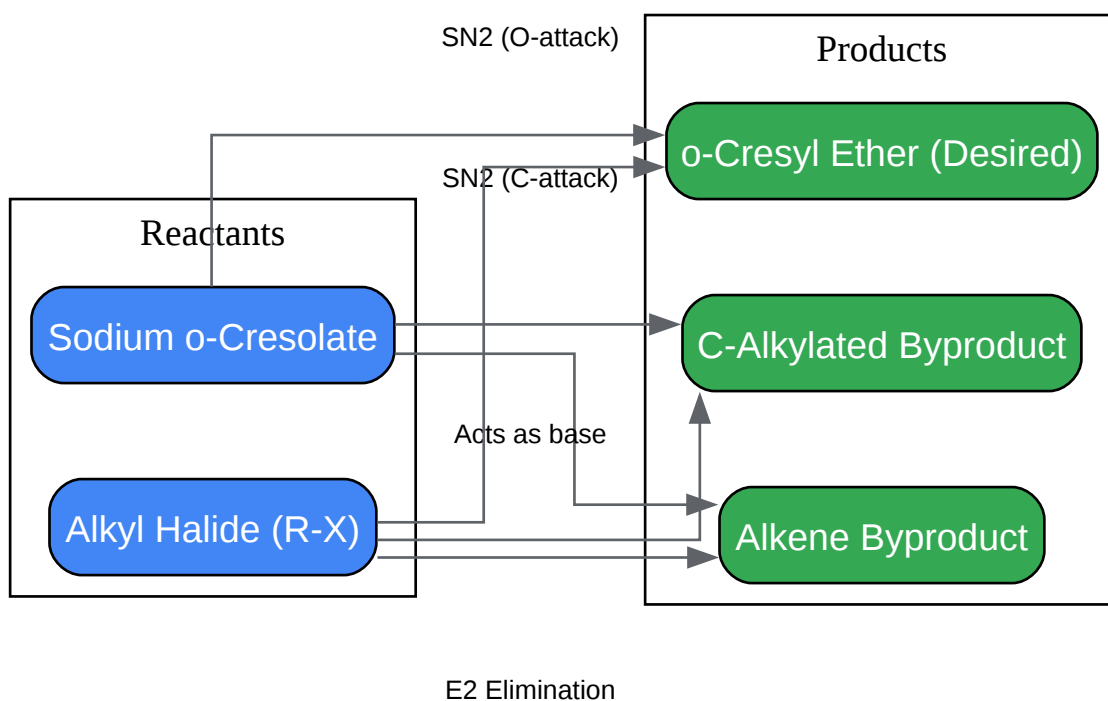 SN2 (O-attack)
Products
o-Cresyl Ether (Desired)
SN2 (C-attack)
Reactants
Sodium o-Cresolate
C-Alkylated Byproduct
Acts as base
Alkyl Halide (R-X)
Alkene Byproduct
E2 Elimination